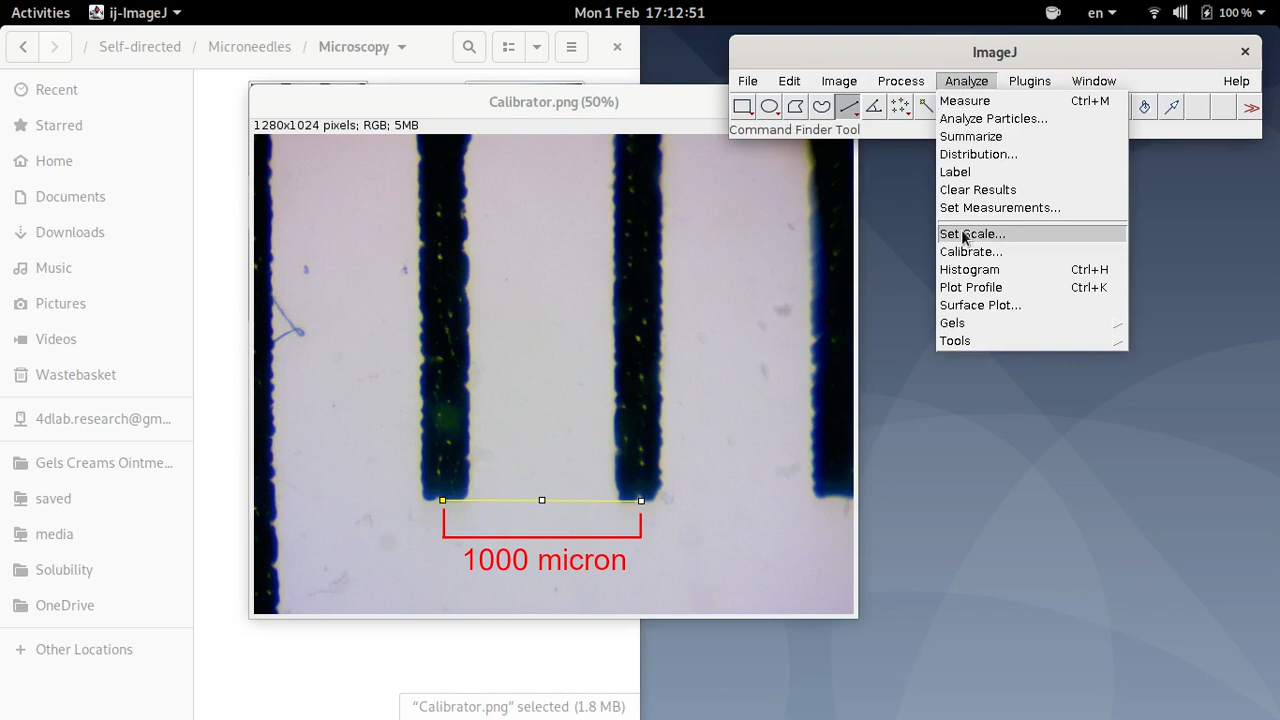 Activities ij-ImageJ Mon 1 Feb 17:12:51 en 100 %
/ Self-directed / Microneedles / Microscopy
Recent
Starred
Home
Documents
Downloads
Music
Pictures
Videos
Wastebasket
4dlab.research@gm...
Gels Creams Ointme...
saved
media
Solubility
OneDrive
+ Other Locations
Calibrator.png (50%)
1280x1024 pixels; RGB; 5MB
1000 micron
"Calibrator.png" selected (1.8 MB)
ImageJ
File Edit Image Process Analyze Plugins Window Help
Command Finder Tool
Measure Ctrl+M
Analyze Particles...
Summarize
Distribution...
Label
Clear Results
Set Measurements...
Set Scale...
Calibrate...
Histogram Ctrl+H
Plot Profile Ctrl+K
Surface Plot...
Gels
Tools